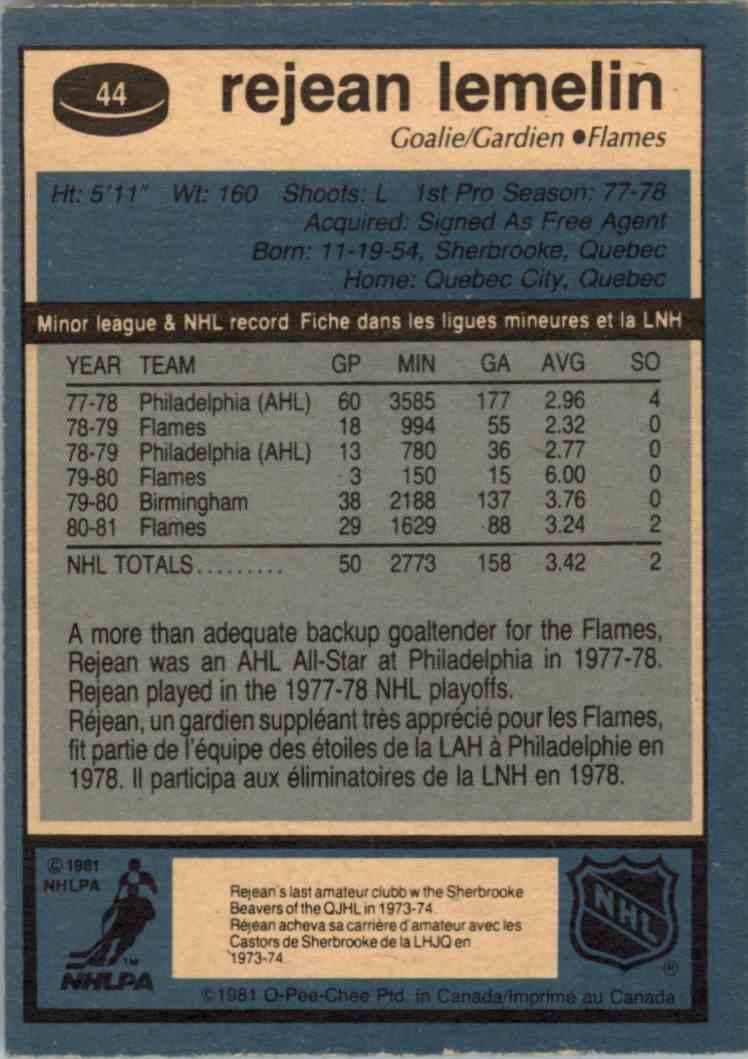 44
rejean lemelin
Goalie/Gardien •Flames
Ht: 5'11" Wt: 160 Shoots: L 1st Pro Season: 77-78
Acquired: Signed As Free Agent
Born: 11-19-54, Sherbrooke, Quebec
Home: Quebec City, Quebec
Minor league & NHL record Fiche dans les ligues mineures et la LNH
YEAR TEAM GP MIN GA AVG SO
77-78 Philadelphia (AHL) 60 3585 177 2.96 4
78-79 Flames 18 994 55 2.32 0
78-79 Philadelphia (AHL) 13 780 36 2.77 0
79-80 Flames 3 150 15 6.00 0
79-80 Birmingham 38 2188 137 3.76 0
80-81 Flames 29 1629 88 3.24 2
NHL TOTALS......... 50 2773 158 3.42 2
A more than adequate backup goaltender for the Flames,
Rejean was an AHL All-Star at Philadelphia in 1977-78.
Rejean played in the 1977-78 NHL playoffs.
Réjean, un gardien suppléant très apprécié pour les Flames,
fit partie de l'équipe des étoiles de la LAH à Philadelphie en
1978. Il participa aux éliminatoires de la LNH en 1978.
© 1981
NHLPA
Rejean's last amateur clubb w the Sherbrooke
Beavers of the QJHL in 1973-74.
Réjean acheva sa carrière d'amateur avec les
Castors de Sherbrooke de la LHJQ en
1973-74
NHL
®
TM
NHLPA
© 1981 O-Pee-Chee Ptd. in Canada/Imprimé au Canada